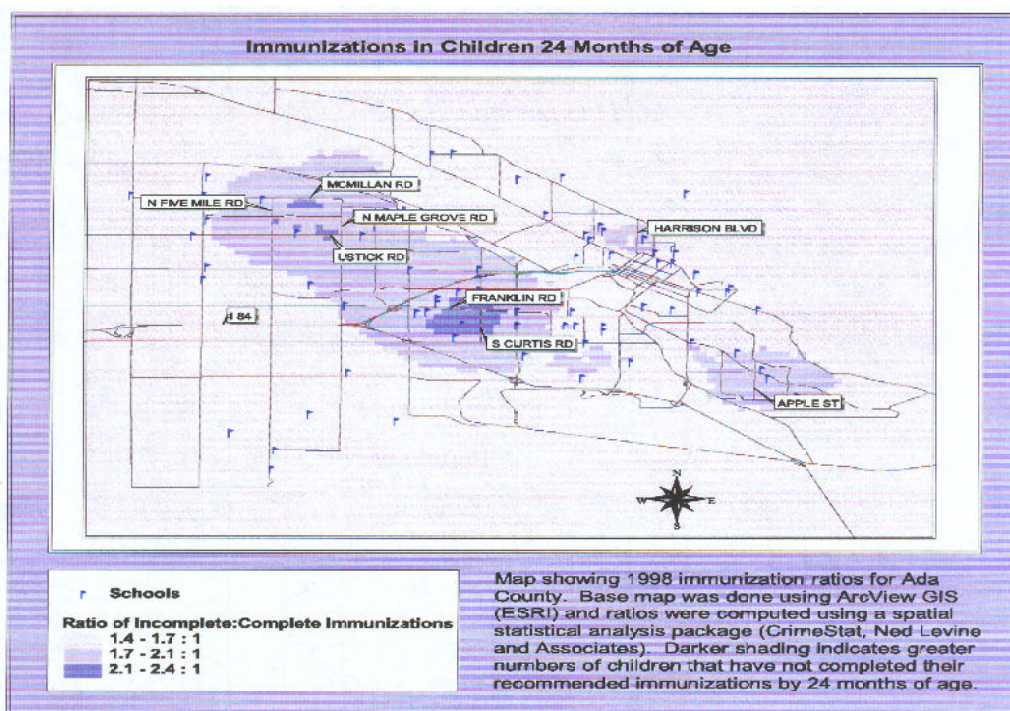 Immunizations in Children 24 Months of Age
MCMILLAN RD
N FIVE MILE RD
N MAPLE GROVE RD
HARRISON BLVD
USTICK RD
FRANKLIN RD
I 84
S CURTIS RD
APPLE ST
N
W E
S
Schools
Ratio of Incomplete:Complete Immunizations
1.4 - 1.7 : 1
1.7 - 2.1 : 1
2.1 - 2.4 : 1
Map showing 1998 immunization ratios for Ada
County. Base map was done using ArcView GIS
(ESRI) and ratios were computed using a spatial
statistical analysis package (CrimeStat, Ned Levine
and Associates). Darker shading indicates greater
numbers of children that have not completed their
recommended immunizations by 24 months of age.